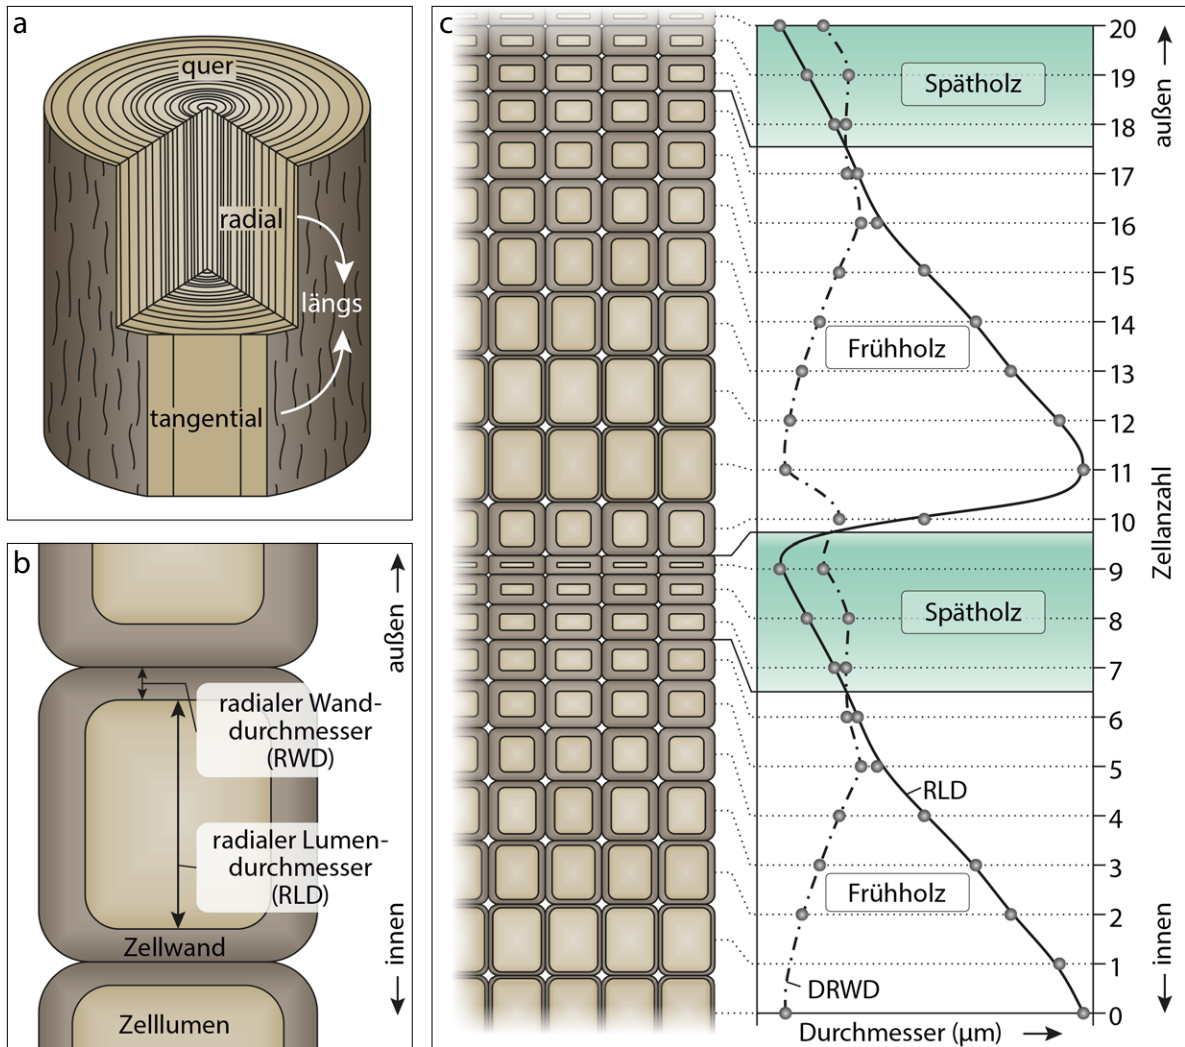 a
quer
radial
längs
tangential
b
außen
radialer Wand-
durchmesser
(RWD)
radialer Lumen-
durchmesser
(RLD)
Zellwand
innen
Zelllumen
c
20
19
18
17
16
15
14
13
12
11
10
9
8
7
6
5
4
3
2
1
0
außen
Zellanzahl
innen
Spätholz
Frühholz
Spätholz
RLD
Frühholz
DRWD
Durchmesser (µm)